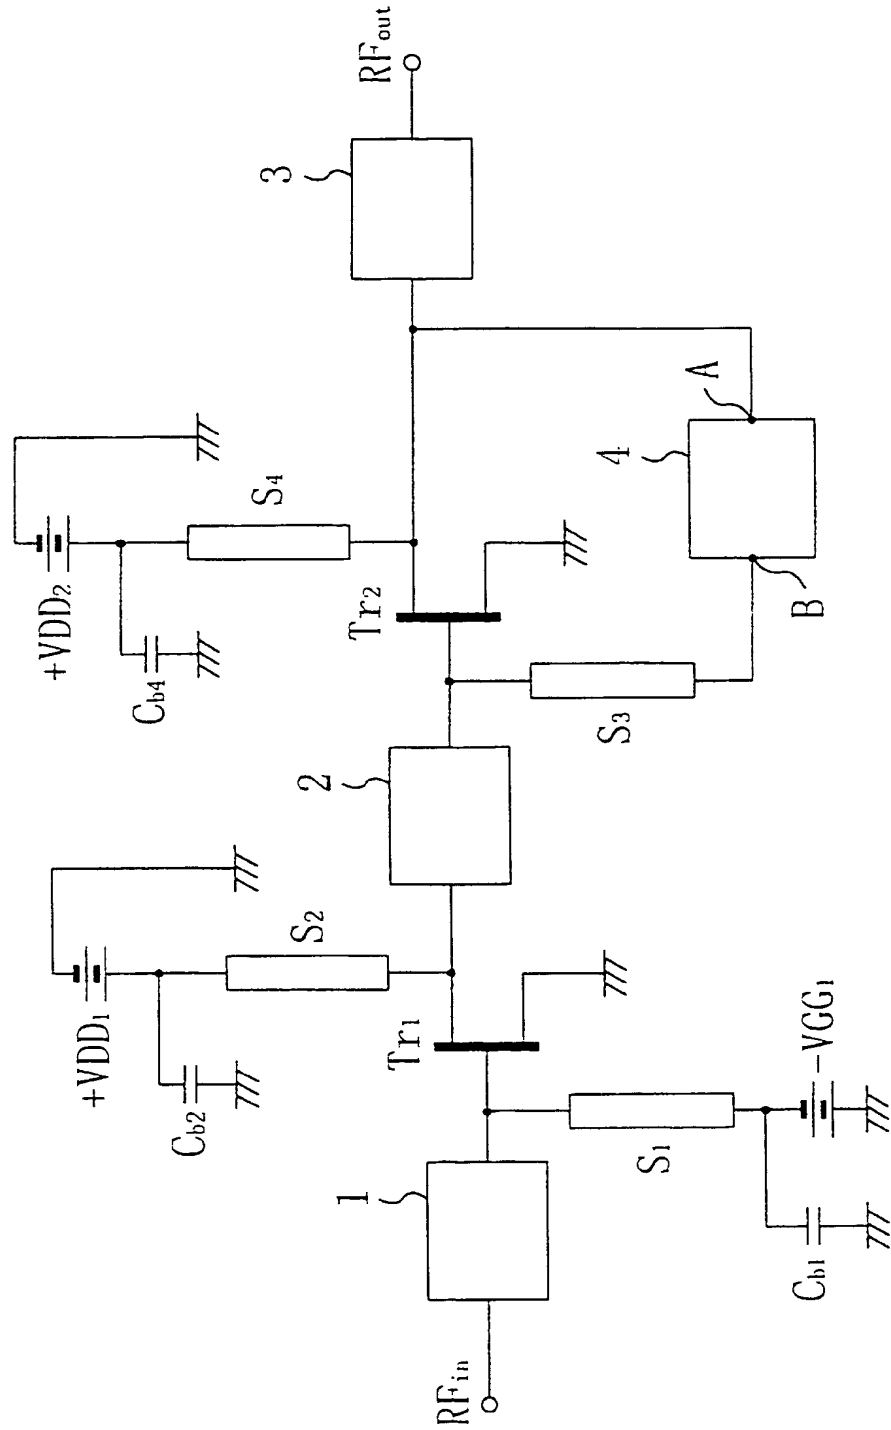 RFin
1
S1
Cb1
-VGG1
Tr1
+VDD1
Cb2
S2
2
S3
Tr2
+VDD2
Cb4
S4
4
A
B
3
RFout